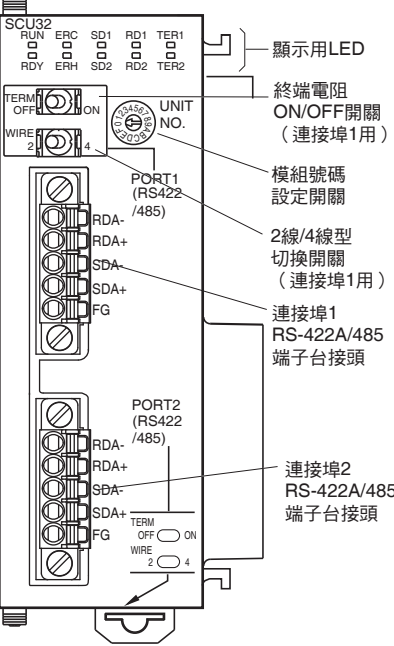 SCU32
RUN ERC SD1 RD1 TER1
RDY ERH SD2 RD2 TER2
顯示用LED
TERM
OFF ON
WIRE
2 4
0123456789ABCDEF
UNIT
NO.
終端電阻
ON/OFF開關
（連接埠1用）
模組號碼
設定開關
PORT1
(RS422
/485)
2線/4線型
切換開關
（連接埠1用）
RDA-
RDA+
SDA-
SDA+
FG
連接埠1
RS-422A/485
端子台接頭
PORT2
(RS422
/485)
RDA-
RDA+
SDA-
SDA+
FG
連接埠2
RS-422A/485
端子台接頭
TERM
OFF ON
WIRE
2 4